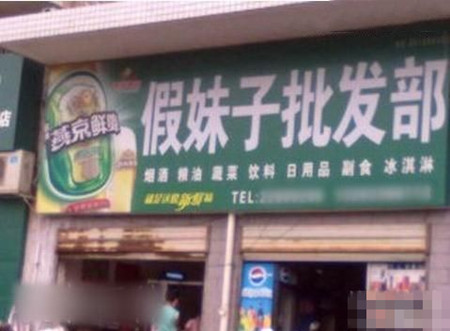 假妹子批发部
烟酒 粮油 蔬菜 饮料 日用品 副食 冰淇淋
TEL:
燕京鲜啤
店